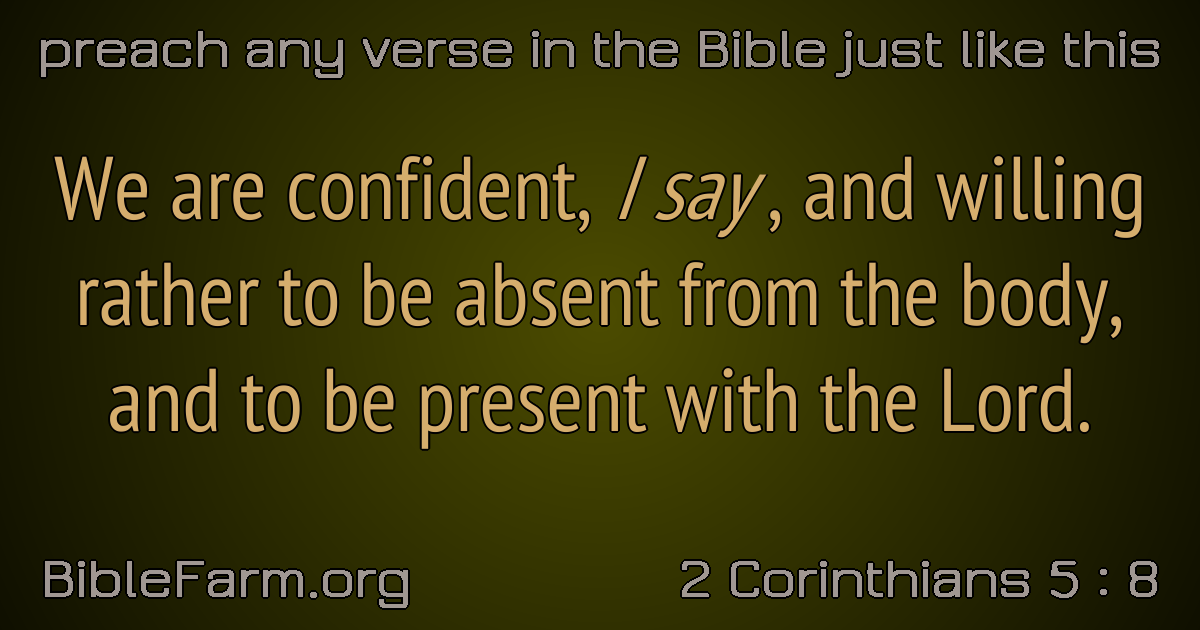 preach any verse in the Bible just like this
We are confident, I say , and willing
rather to be absent from the body,
and to be present with the Lord.
BibleFarm.org
2 Corinthians 5 : 8